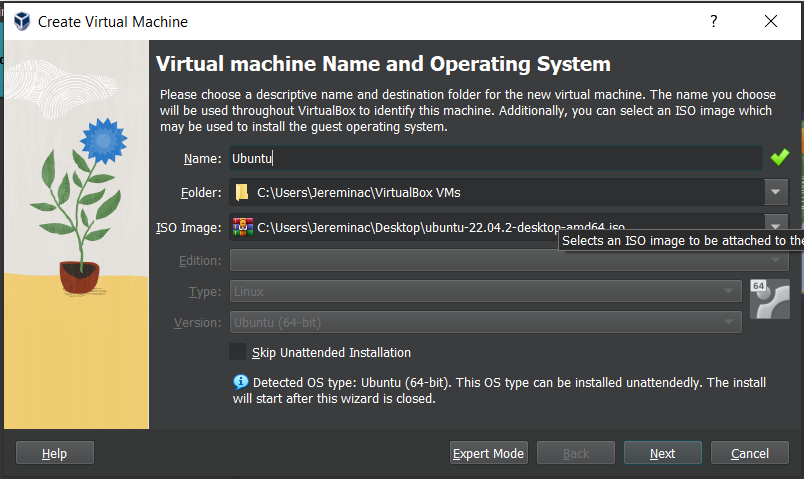 Create Virtual Machine
?
Virtual machine Name and Operating System
Please choose a descriptive name and destination folder for the new virtual machine. The name you choose
will be used throughout VirtualBox to identify this machine. Additionally, you can select an ISO image which
may be used to install the guest operating system.
Name: Ubuntu
Folder: C:\Users\Jereminac\VirtualBox VMs
ISO Image: C:\Users\Jereminac\Desktop\ubuntu-22.04.2-desktop-amd64.iso
Selects an ISO image to be attached to the
Edition:
Type: Linux
64
Version: Ubuntu (64-bit)
Skip Unattended Installation
Detected OS type: Ubuntu (64-bit). This OS type can be installed unattendedly. The install
will start after this wizard is closed.
Help Expert Mode Back Next Cancel